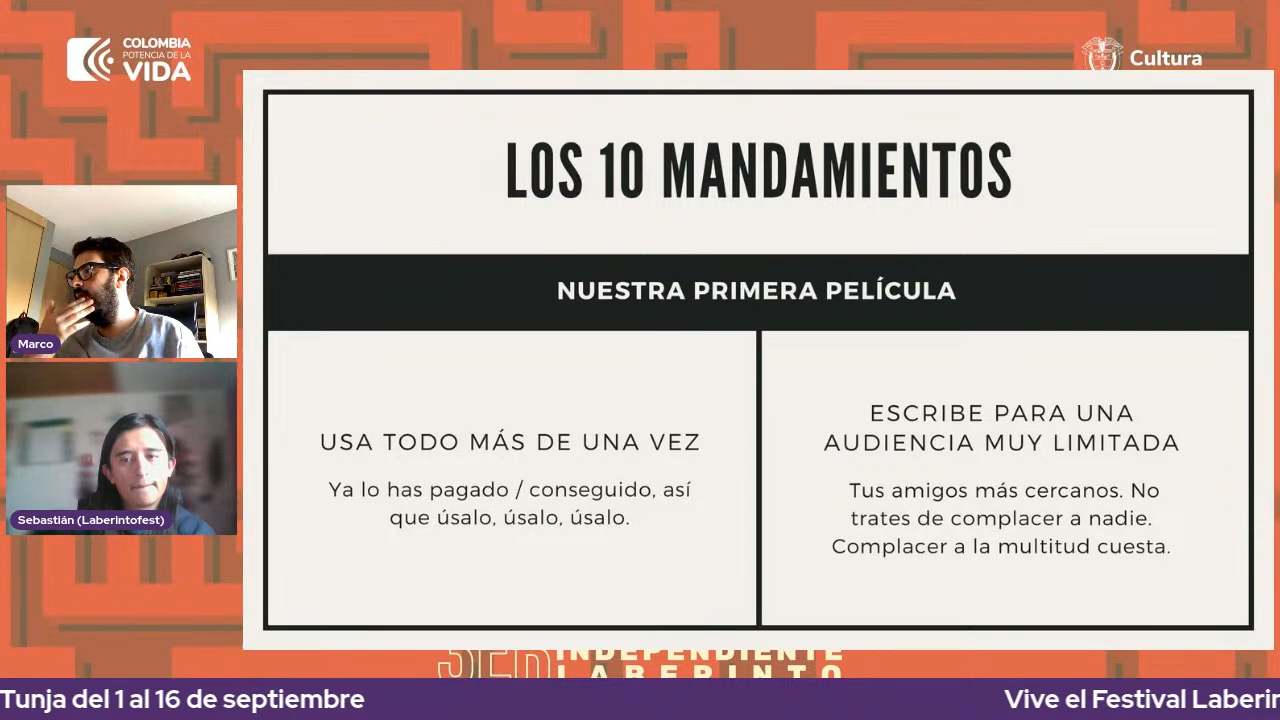 COLOMBIA
POTENCIA DE LA
VIDA
Cultura
LOS 10 MANDAMIENTOS
NUESTRA PRIMERA PELÍCULA
USA TODO MÁS DE UNA VEZ
Ya lo has pagado / conseguido, así
que úsalo, úsalo, úsalo.
ESCRIBE PARA UNA
AUDIENCIA MUY LIMITADA
Tus amigos más cercanos. No
trates de complacer a nadie.
Complacer a la multitud cuesta.
Marco
Sebastián (Laberintofest)
SER INDEPENDIENTE
LABERINTO
Tunja del 1 al 16 de septiembre
Vive el Festival Laberin